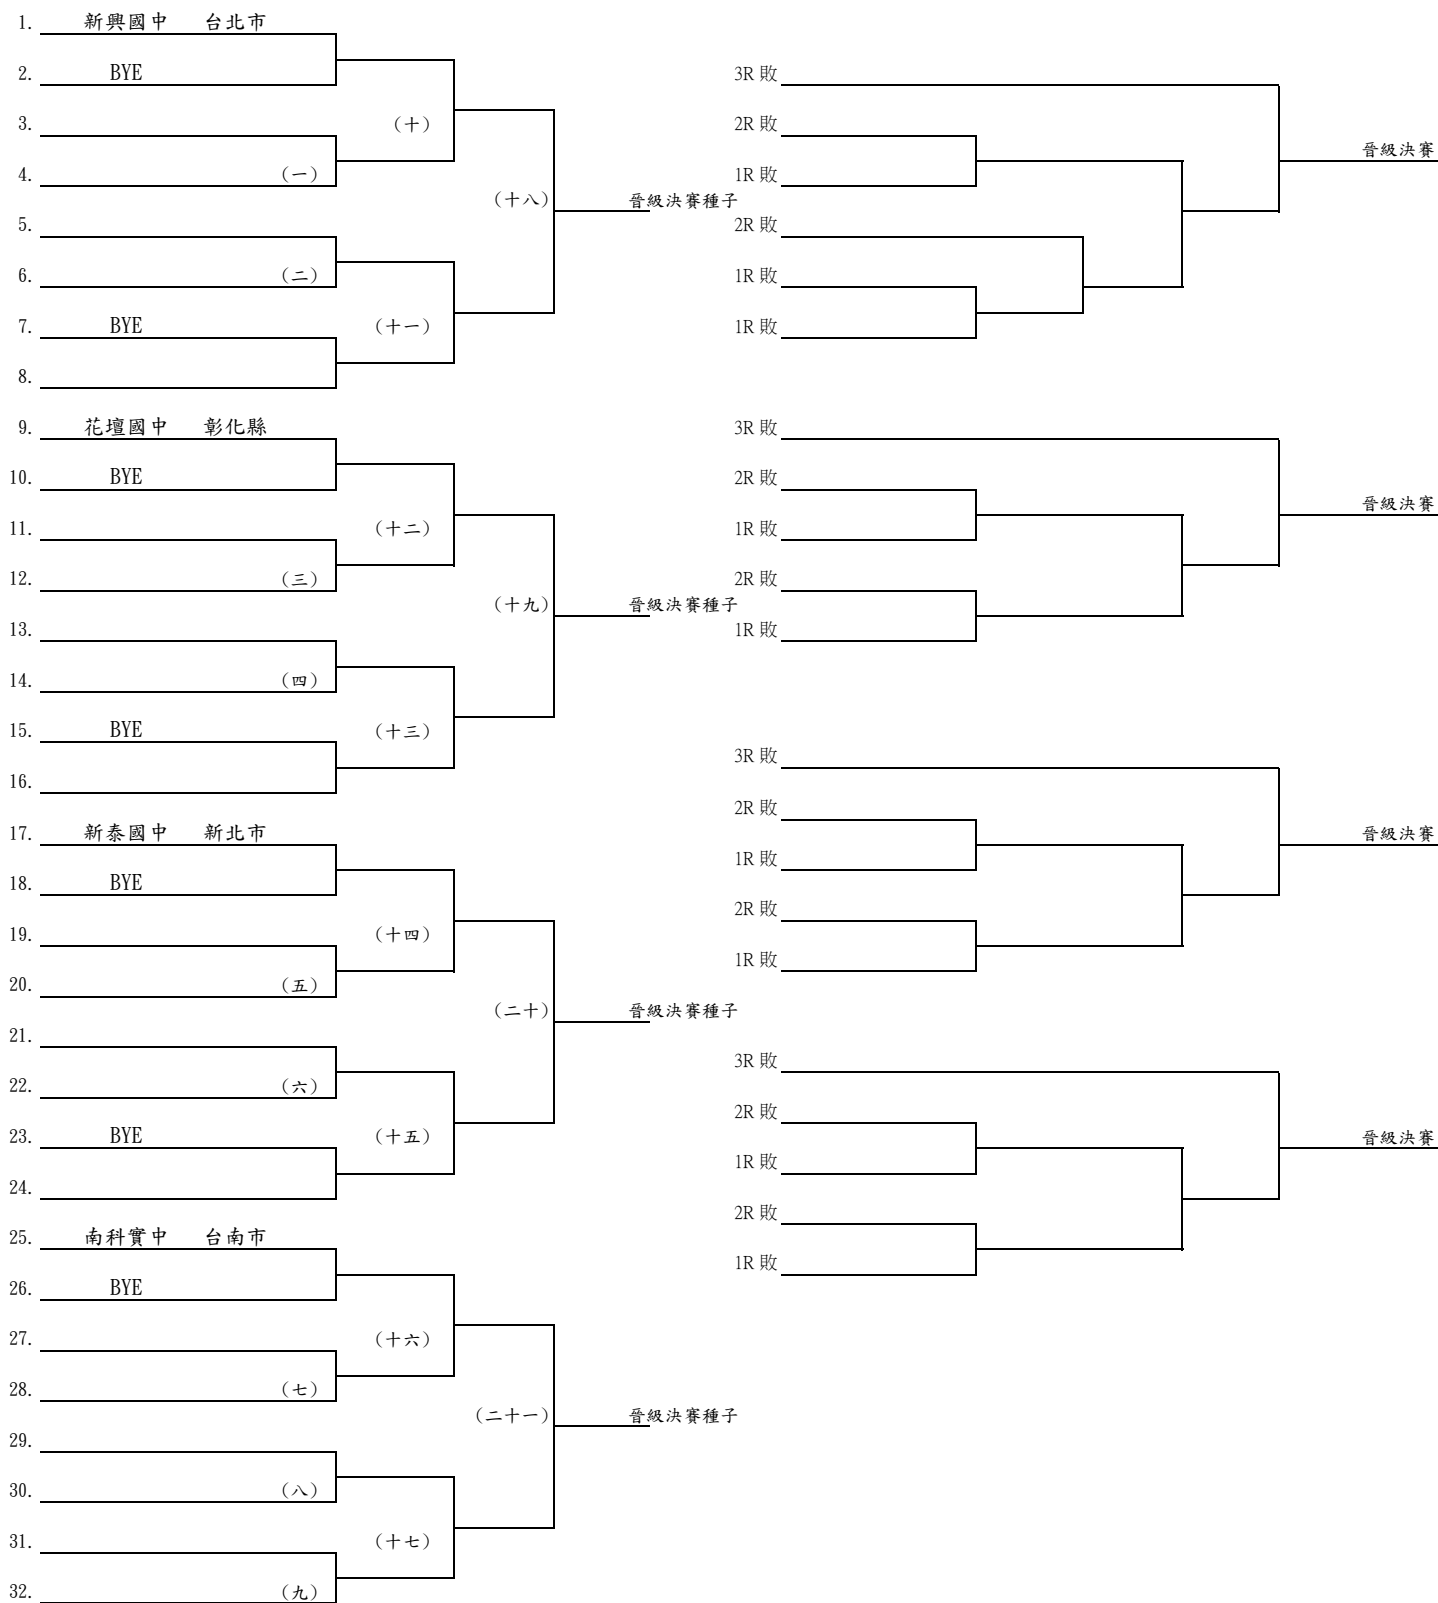 1. 新興國中 台北市
2. BYE
3.
(十)
4. (一)
(十八)
晉級決賽種子
5.
6. (二)
7. BYE
(十一)
8.
9. 花壇國中 彰化縣
10. BYE
11.
(十二)
12. (三)
(十九)
晉級決賽種子
13.
14. (四)
15. BYE
(十三)
16.
17. 新泰國中 新北市
18. BYE
19.
(十四)
20. (五)
(二十)
晉級決賽種子
21.
22. (六)
23. BYE
(十五)
24.
25. 南科實中 台南市
26. BYE
27.
(十六)
28. (七)
(二十一)
晉級決賽種子
29.
30. (八)
31.
(十七)
32. (九)
3R 敗
2R 敗
晉級決賽
1R 敗
2R 敗
1R 敗
1R 敗
3R 敗
2R 敗
晉級決賽
1R 敗
2R 敗
1R 敗
3R 敗
2R 敗
晉級決賽
1R 敗
2R 敗
1R 敗
3R 敗
2R 敗
晉級決賽
1R 敗
2R 敗
1R 敗